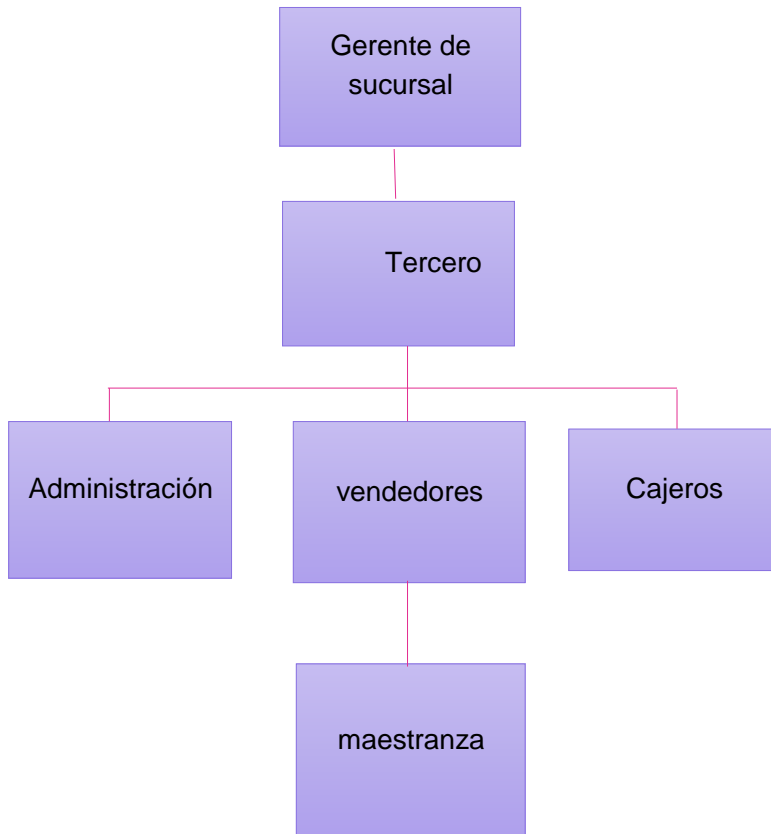 Gerente de
sucursal
Tercero
Administración
vendedores
Cajeros
maestranza